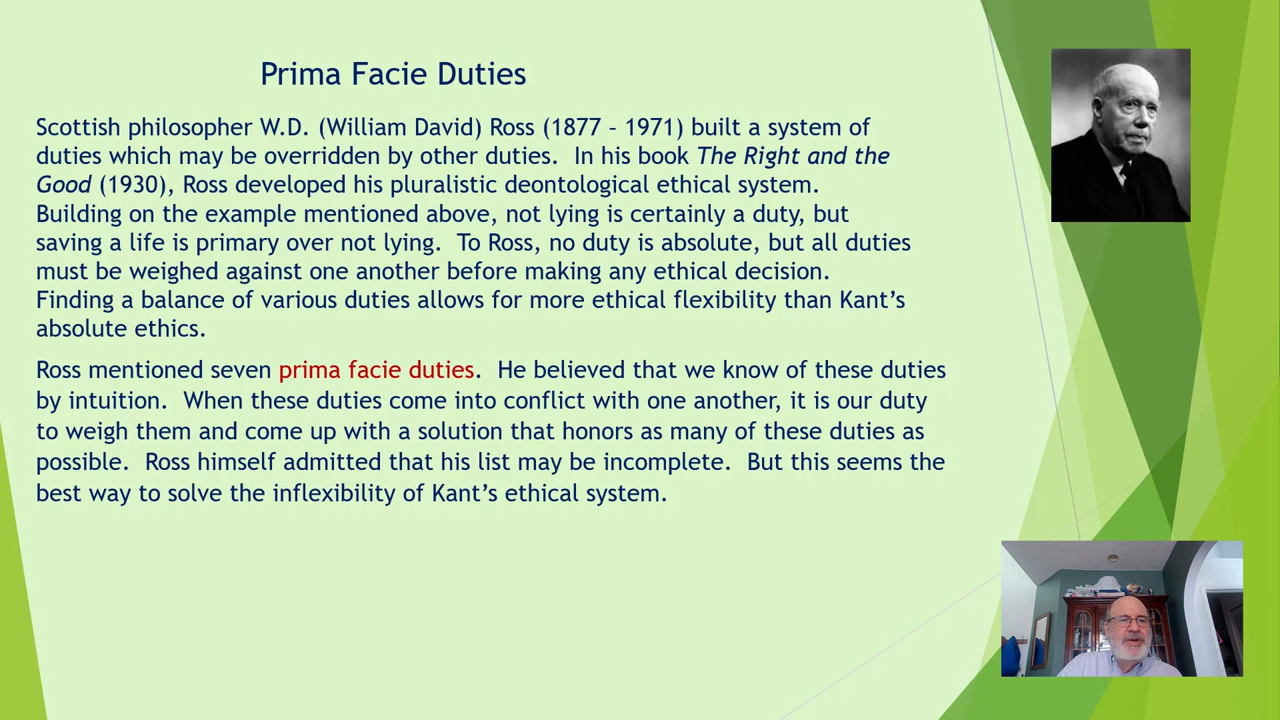 Prima Facie Duties
Scottish philosopher W.D. (William David) Ross (1877 – 1971) built a system of
duties which may be overridden by other duties.  In his book The Right and the
Good (1930), Ross developed his pluralistic deontological ethical system.
Building on the example mentioned above, not lying is certainly a duty, but
saving a life is primary over not lying.  To Ross, no duty is absolute, but all duties
must be weighed against one another before making any ethical decision.
Finding a balance of various duties allows for more ethical flexibility than Kant’s
absolute ethics.
Ross mentioned seven prima facie duties.  He believed that we know of these duties
by intuition.  When these duties come into conflict with one another, it is our duty
to weigh them and come up with a solution that honors as many of these duties as
possible.  Ross himself admitted that his list may be incomplete.  But this seems the
best way to solve the inflexibility of Kant’s ethical system.